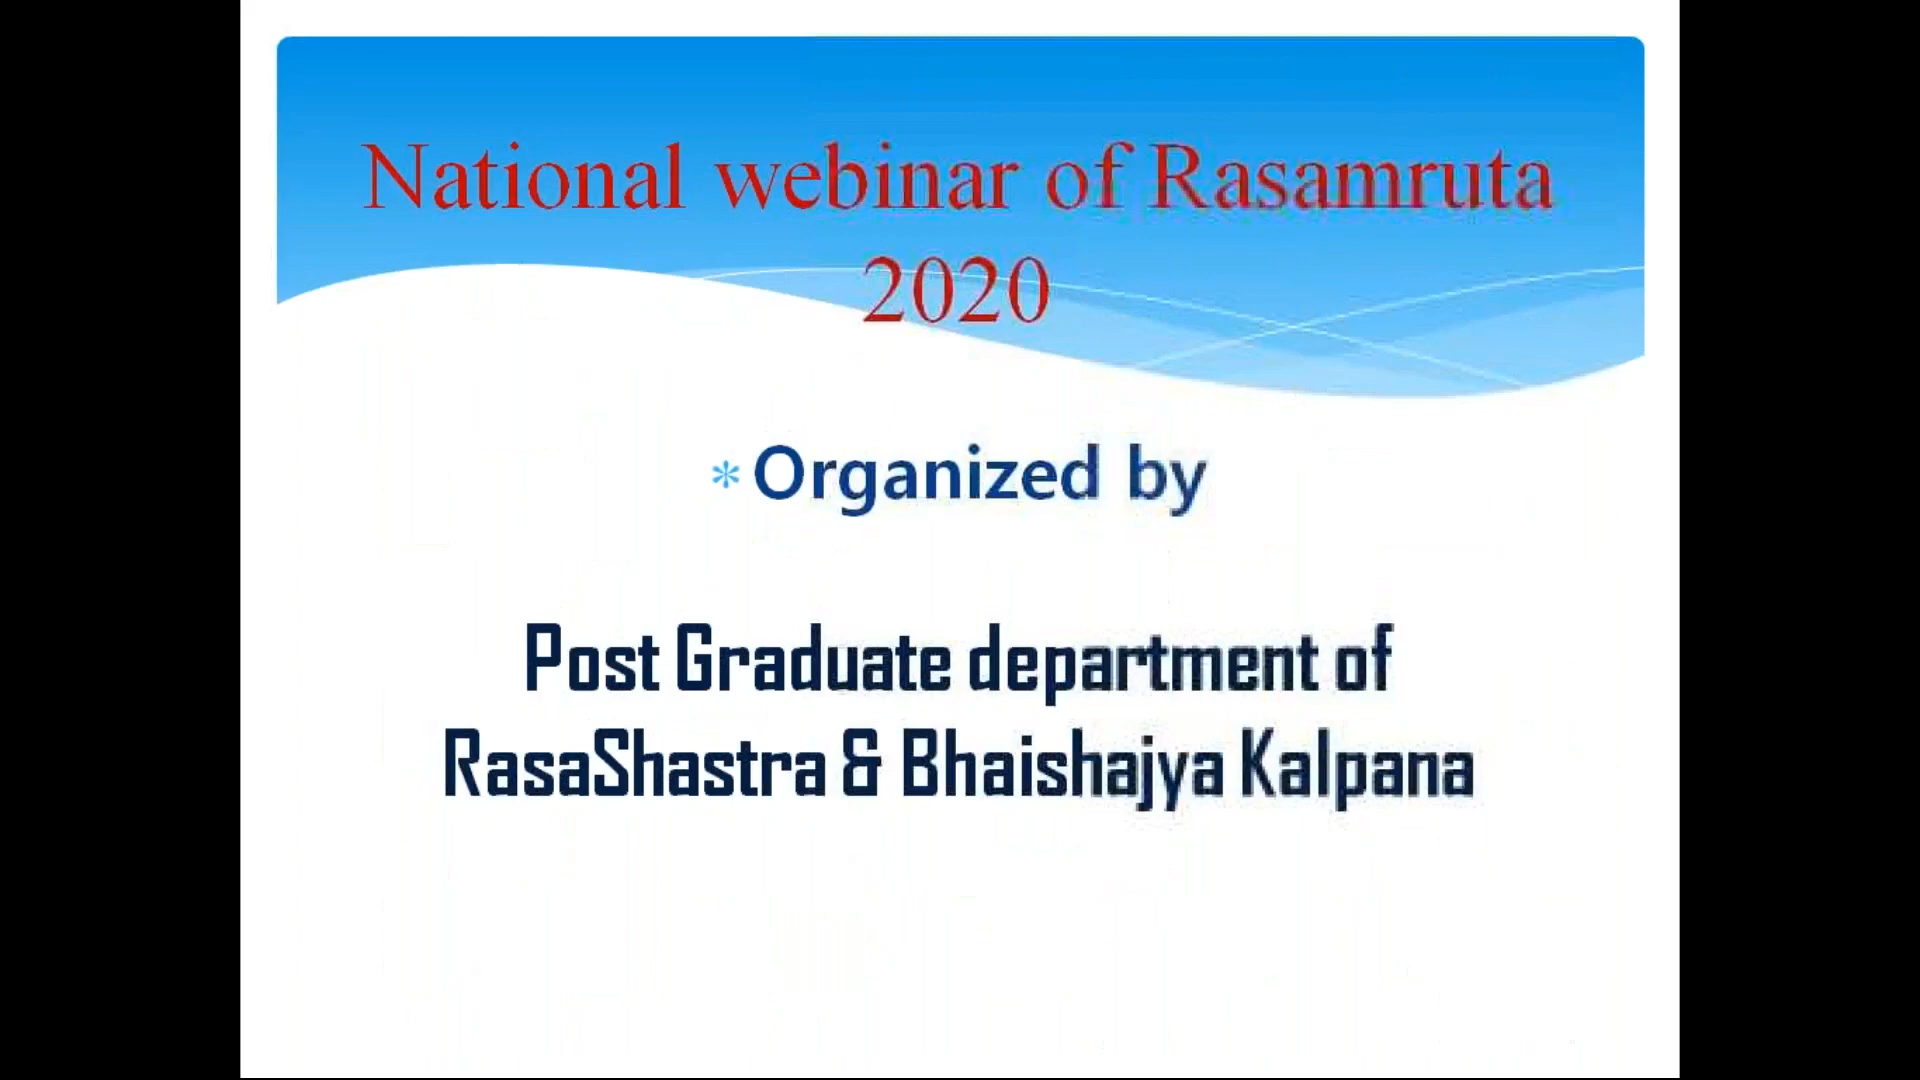 National webinar of Rasamruta
2020
* Organized by
Post Graduate department of
RasaShastra & Bhaishajya Kalpana